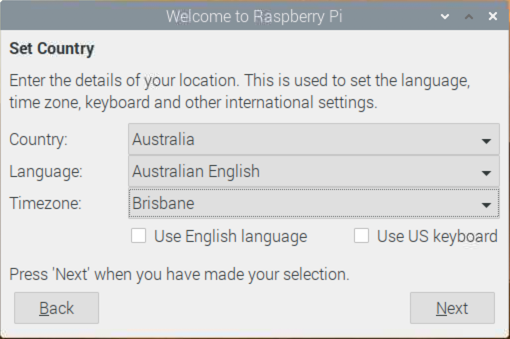 Welcome to Raspberry Pi
Set Country
Enter the details of your location. This is used to set the language,
time zone, keyboard and other international settings.
Country: Australia
Language: Australian English
Timezone: Brisbane
Use English language Use US keyboard
Press 'Next' when you have made your selection.
Back Next